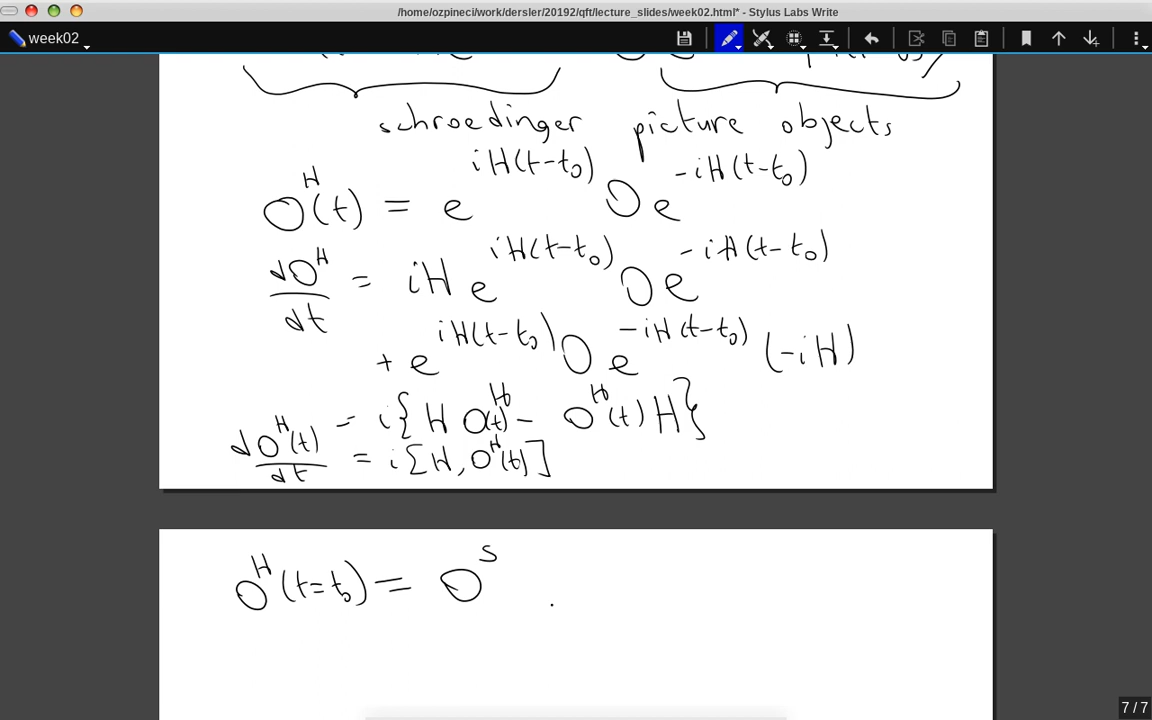 /home/ozpineci/work/dersler/20192/qft/lecture_slides/week02.html* - Stylus Labs Write
week02
schroedinger picture objects
O^H(t) = e^{iH(t-t_0)} O e^{-iH(t-t_0)}
dO^H/dt = iH e^{iH(t-t_0)} O e^{-iH(t-t_0)}
+ e^{iH(t-t_0)} O e^{-iH(t-t_0)} (-iH)
= i{H O^H(t) - O^H(t) H}
dO^H(t)/dt = i[H, O^H(t)]
O^H(t=t_0) = O^S
7 / 7